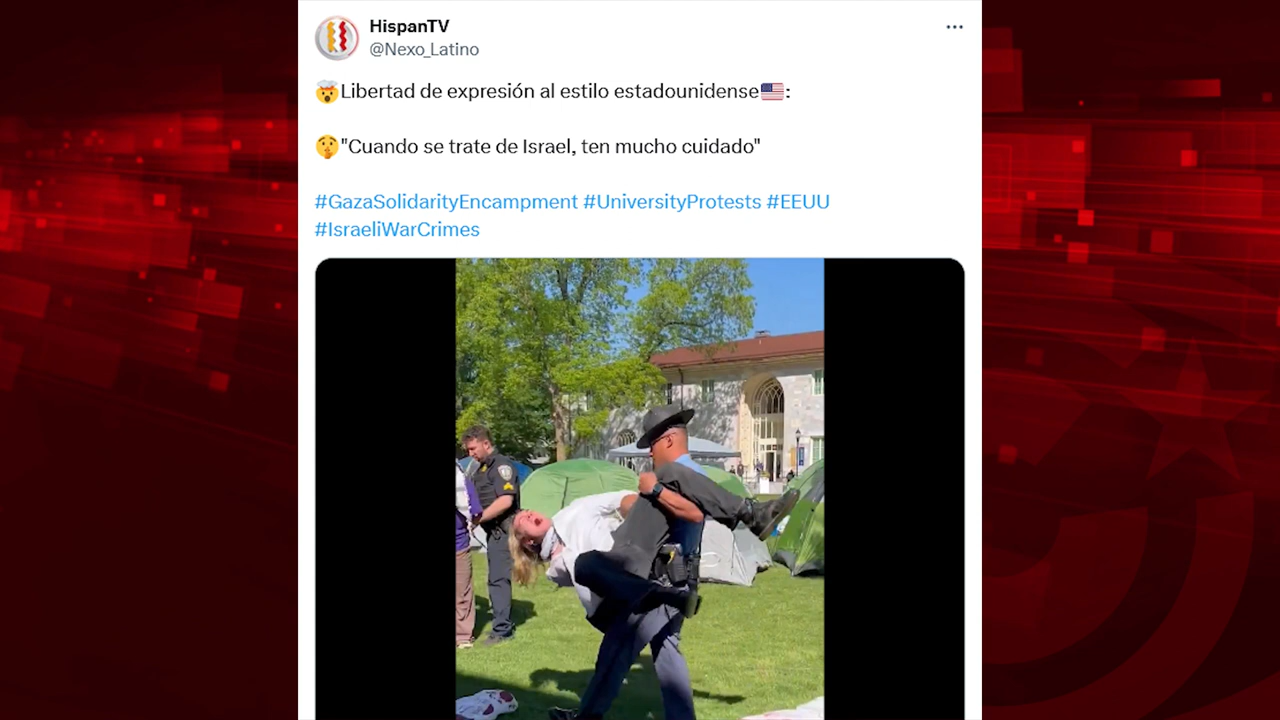 HispanTV
@Nexo_Latino
🤯Libertad de expresión al estilo estadounidense🇺🇸:
🤫"Cuando se trate de Israel, ten mucho cuidado"
#GazaSolidarityEncampment #UniversityProtests #EEUU
#IsraeliWarCrimes